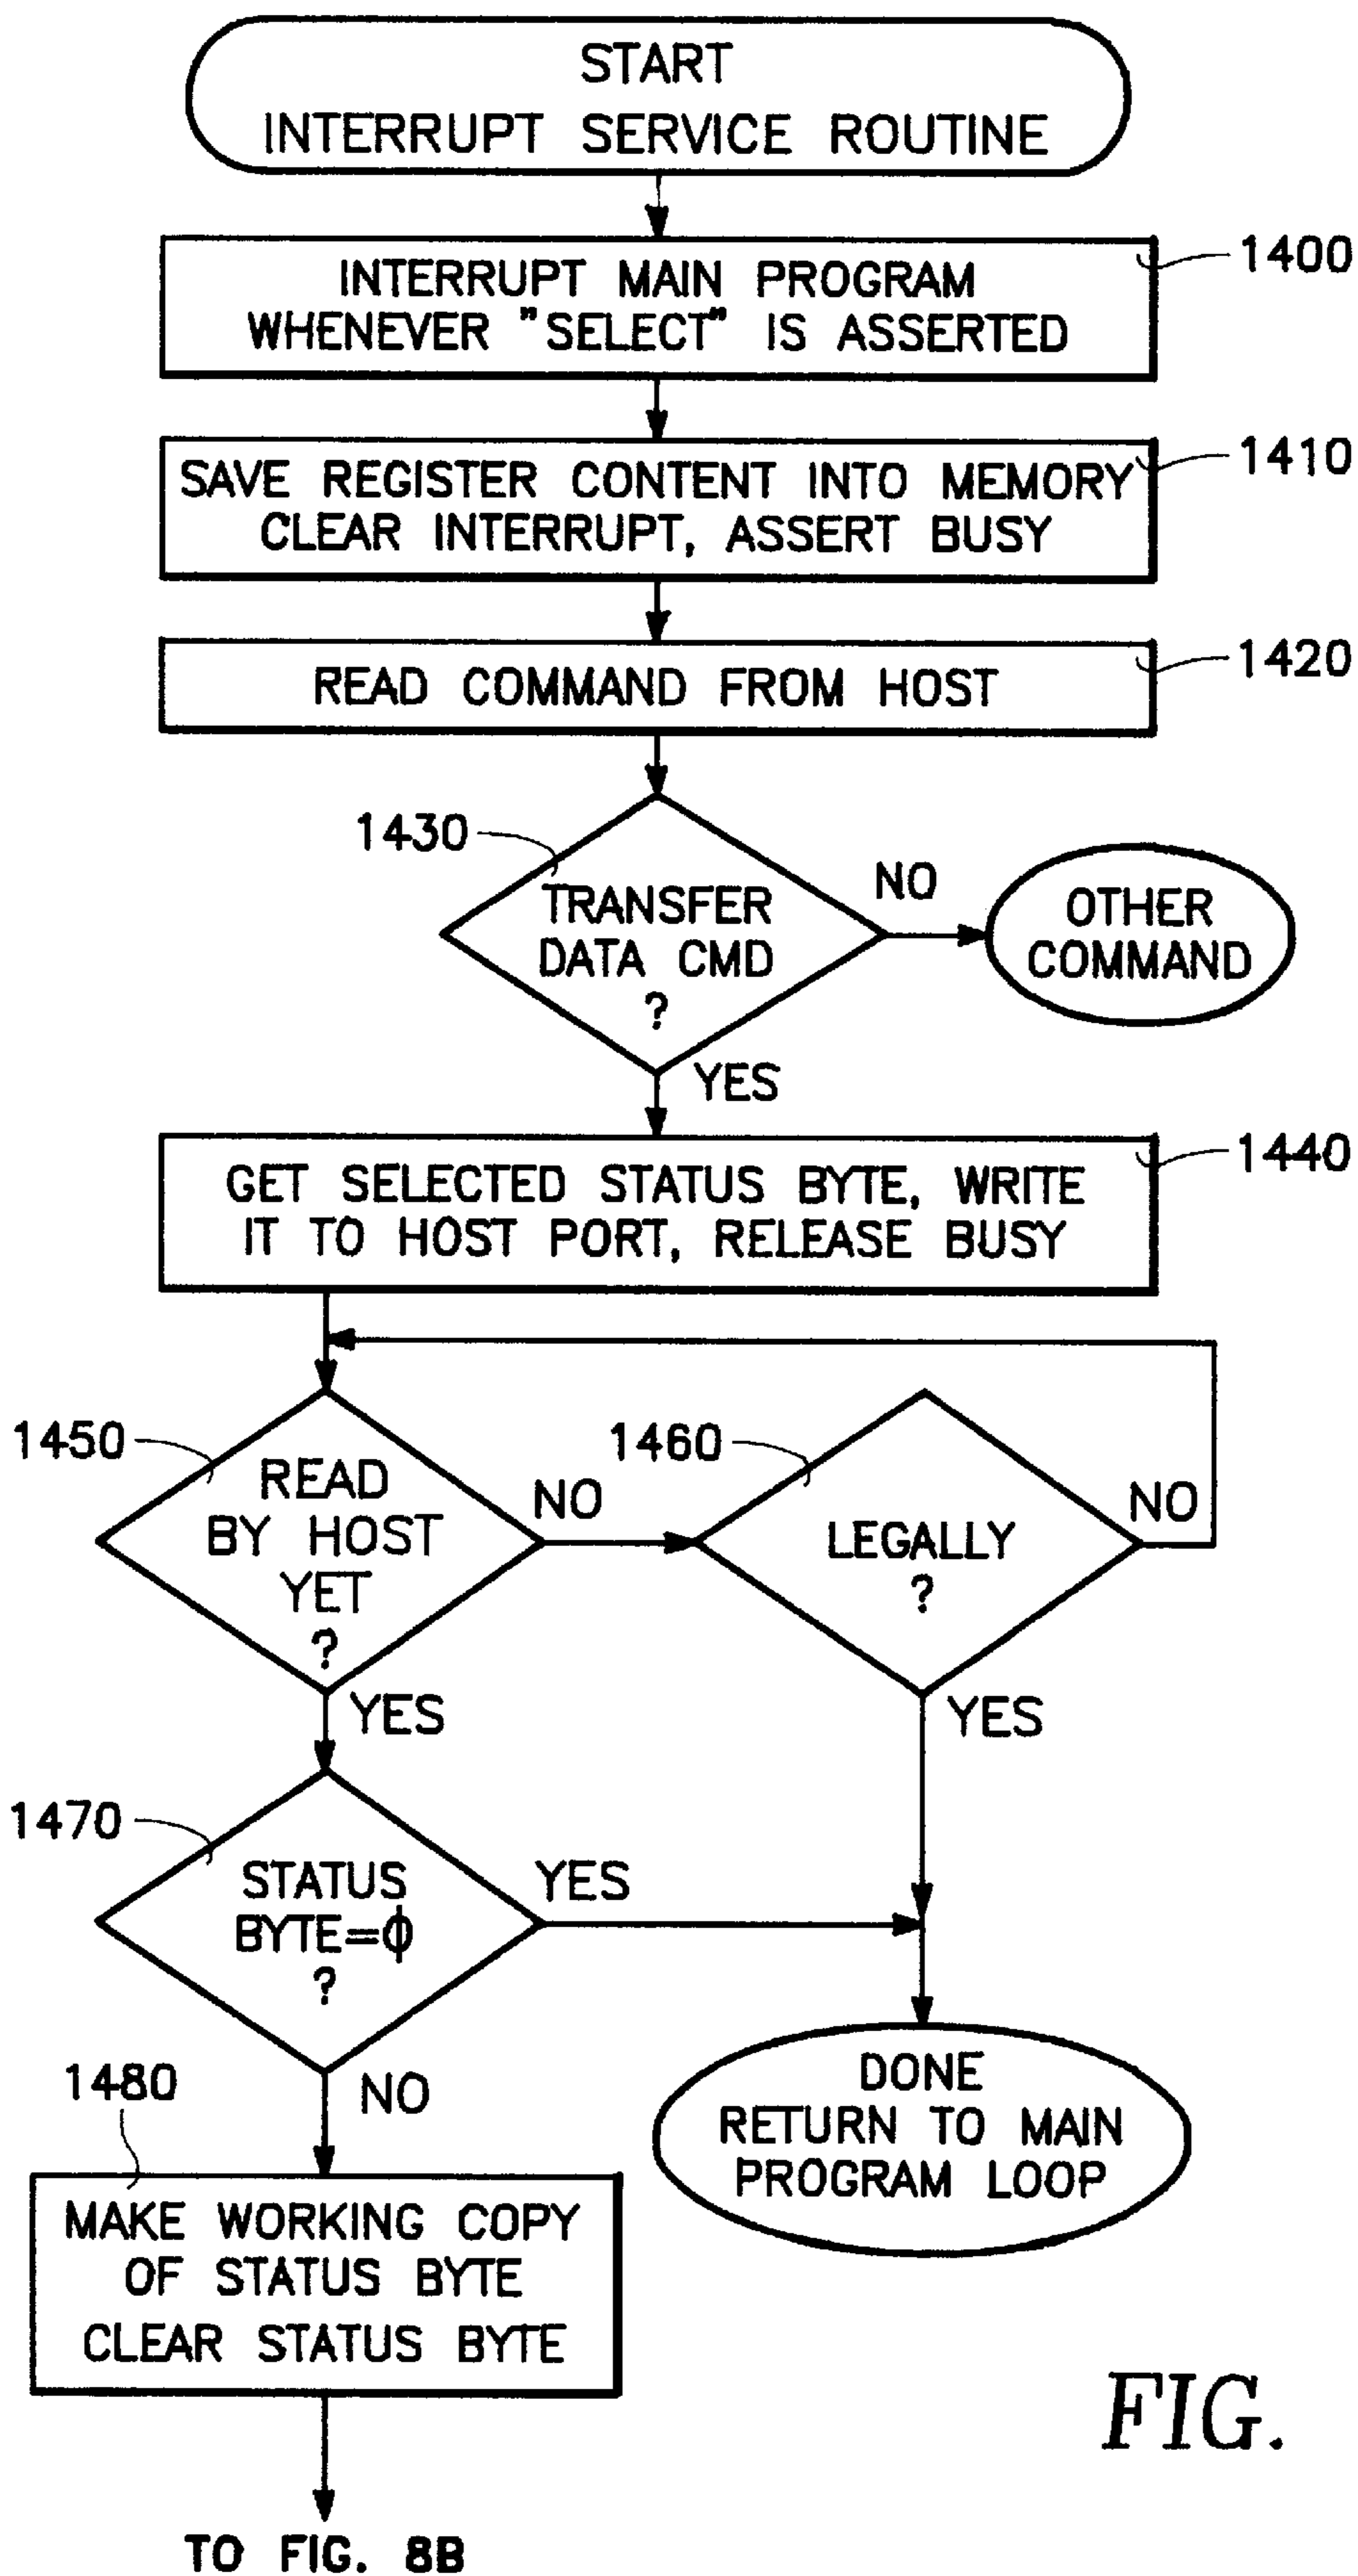 START
INTERRUPT SERVICE ROUTINE
1400
INTERRUPT MAIN PROGRAM
WHENEVER "SELECT" IS ASSERTED
1410
SAVE REGISTER CONTENT INTO MEMORY
CLEAR INTERRUPT, ASSERT BUSY
1420
READ COMMAND FROM HOST
1430
TRANSFER
DATA CMD
?
NO
OTHER
COMMAND
YES
1440
GET SELECTED STATUS BYTE, WRITE
IT TO HOST PORT, RELEASE BUSY
1450
READ
BY HOST
YET
?
NO
1460
LEGALLY
?
NO
YES
YES
1470
STATUS
BYTE=ϕ
?
YES
NO
DONE
RETURN TO MAIN
PROGRAM LOOP
1480
MAKE WORKING COPY
OF STATUS BYTE
CLEAR STATUS BYTE
FIG.
TO FIG. 8B